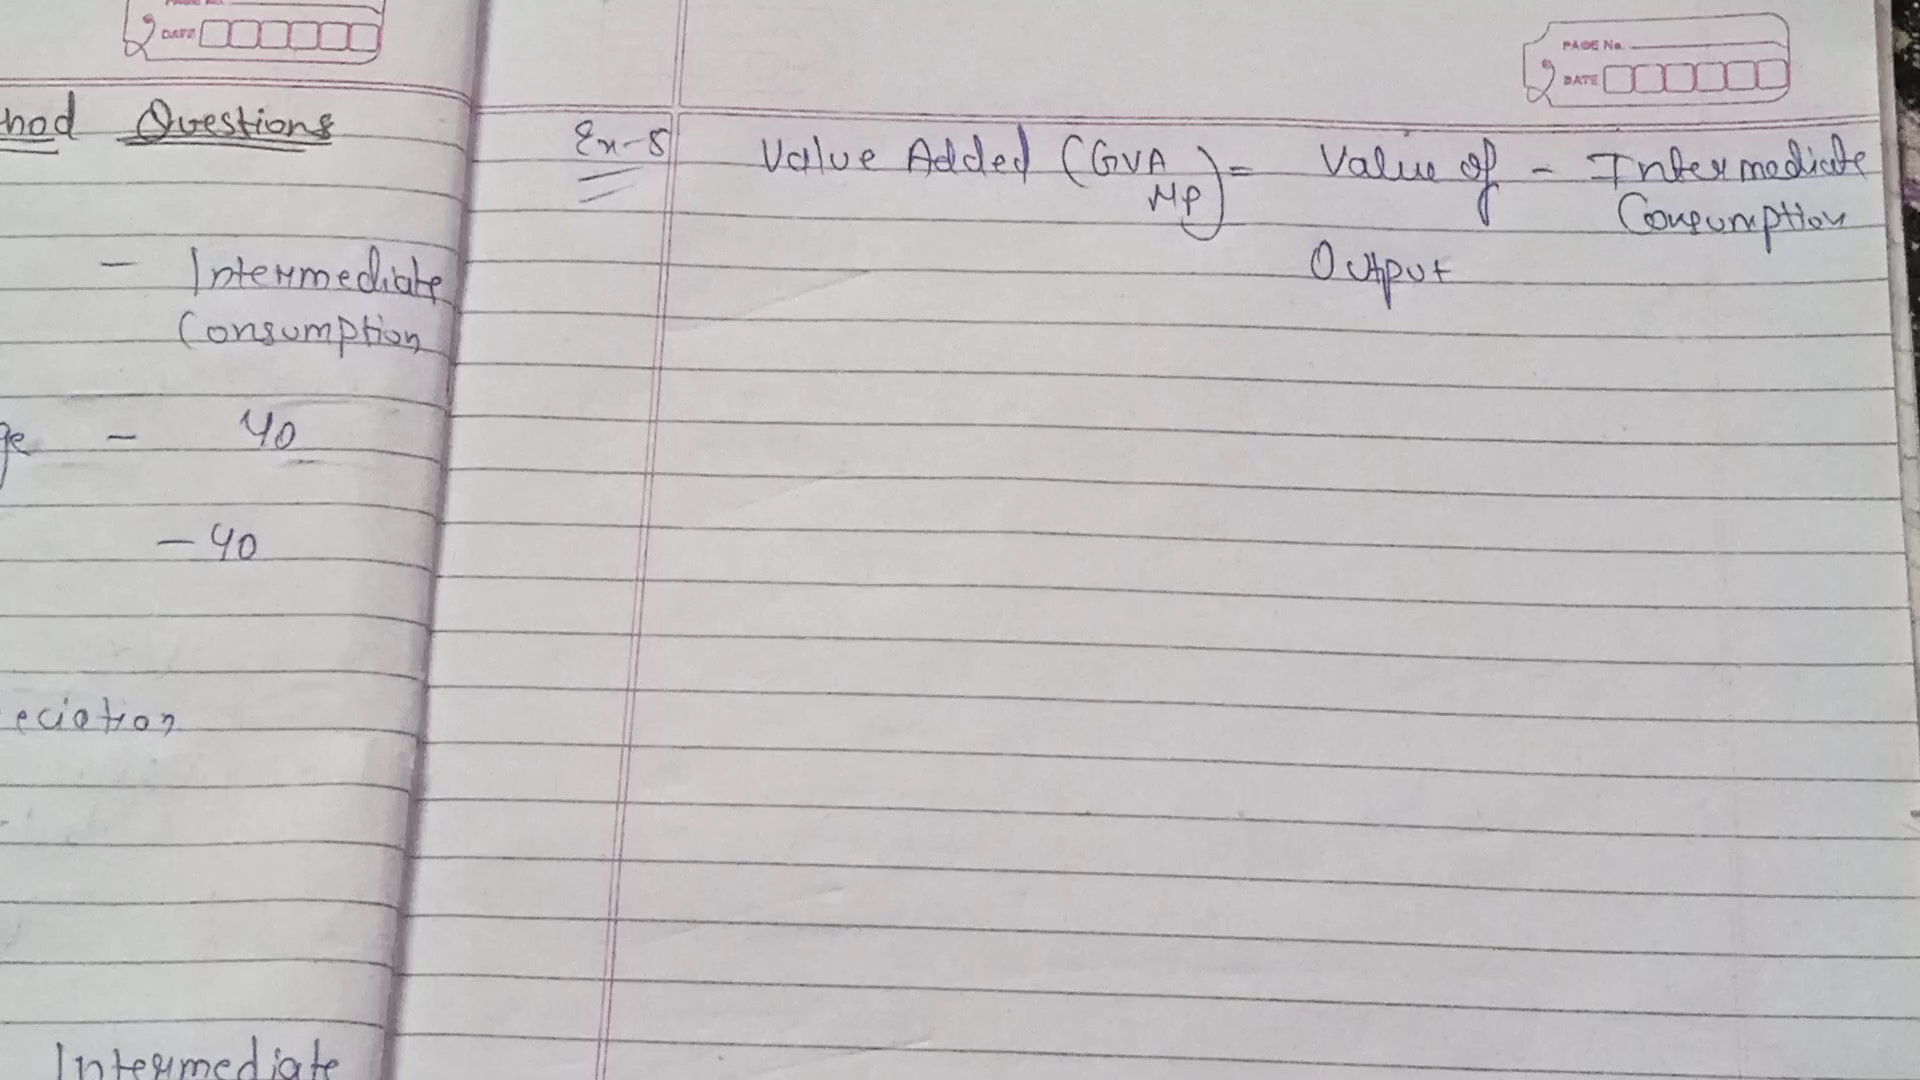 DATE
hod Questions
- Intermediate
Consumption
ge - 40
- 40
eciation
Intermediate
PAGE No.
DATE
Ex-5 Value Added (GVA MP) = Value of - Intermediate
Consumption
Output